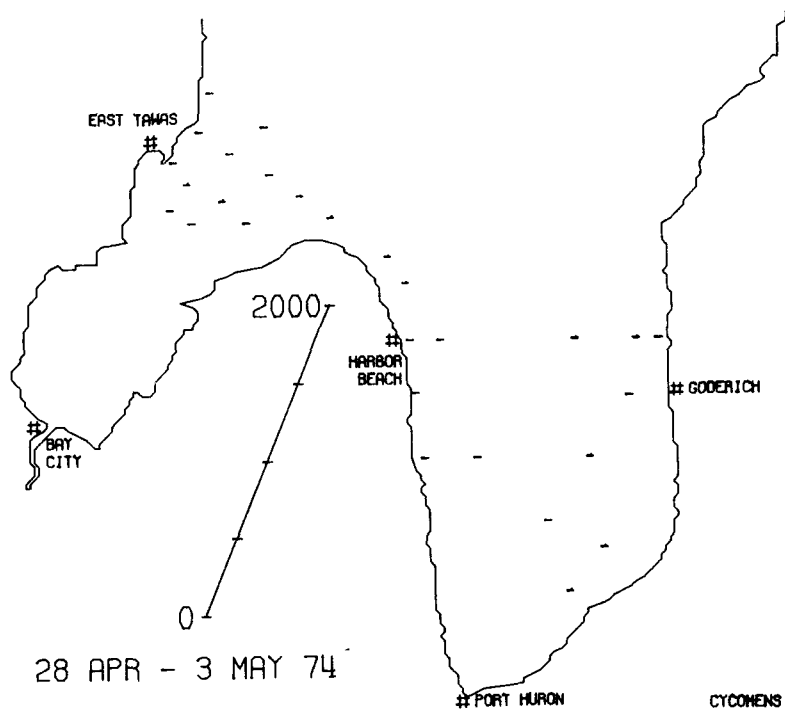 EAST TAWAS
#
2000
#
HARBOR
BEACH
# GODERICH
#
BAY
CITY
0
28 APR - 3 MAY 74
# PORT HURON
CYCOMENS